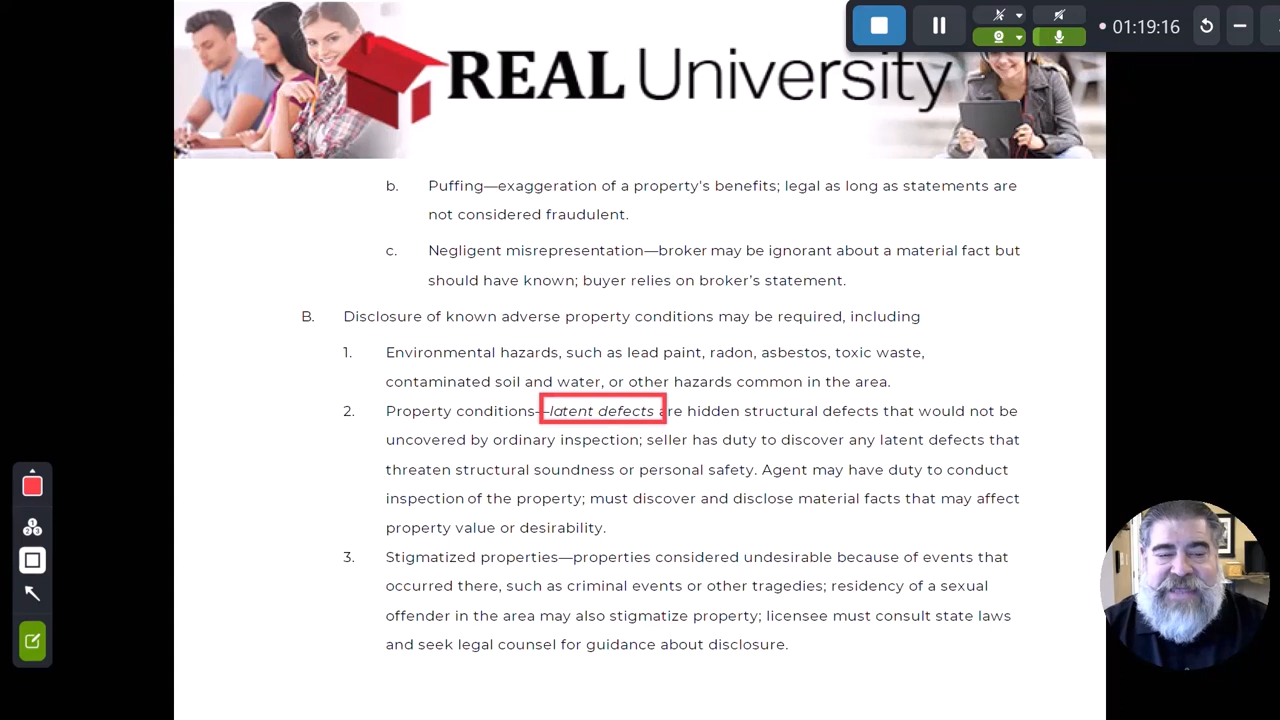 01:19:16
REAL University
b. Puffing—exaggeration of a property's benefits; legal as long as statements are
not considered fraudulent.
c. Negligent misrepresentation—broker may be ignorant about a material fact but
should have known; buyer relies on broker's statement.
B. Disclosure of known adverse property conditions may be required, including
1. Environmental hazards, such as lead paint, radon, asbestos, toxic waste,
contaminated soil and water, or other hazards common in the area.
2. Property conditions—latent defects are hidden structural defects that would not be
uncovered by ordinary inspection; seller has duty to discover any latent defects that
threaten structural soundness or personal safety. Agent may have duty to conduct
inspection of the property; must discover and disclose material facts that may affect
property value or desirability.
3. Stigmatized properties—properties considered undesirable because of events that
occurred there, such as criminal events or other tragedies; residency of a sexual
offender in the area may also stigmatize property; licensee must consult state laws
and seek legal counsel for guidance about disclosure.